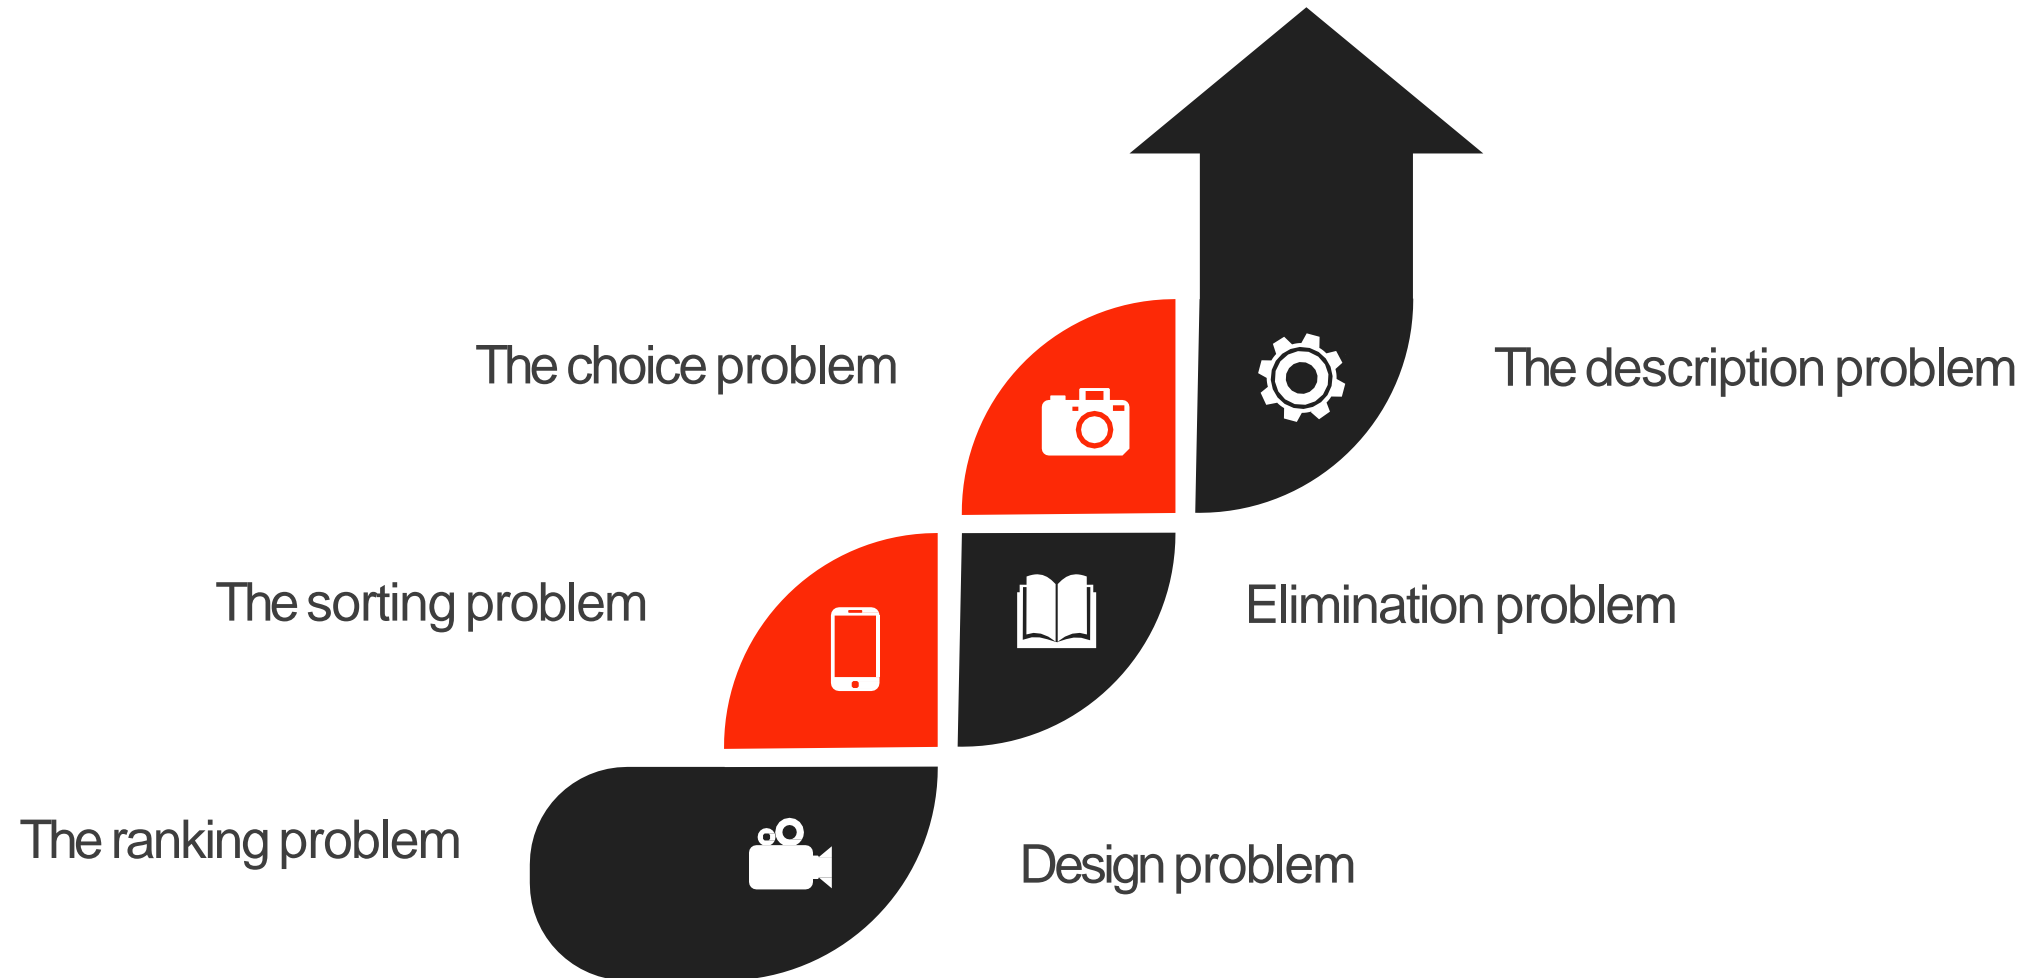 The choice problem
The description problem
The sorting problem
Elimination problem
The ranking problem
Design problem